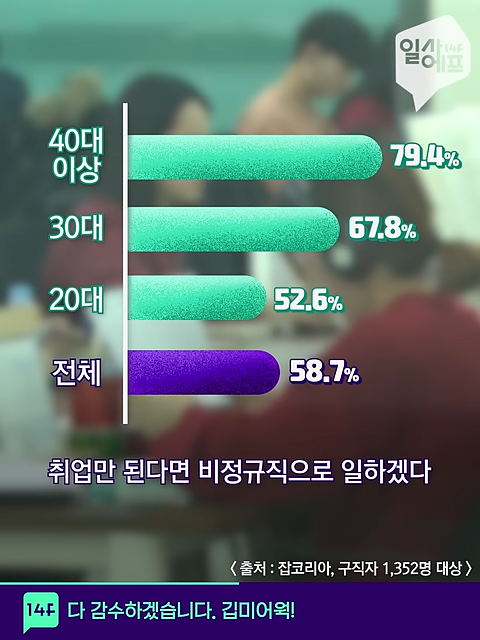 일사 14F
에프
40대
이상
79.4%
30대
67.8%
20대
52.6%
전체
58.7%
취업만 된다면 비정규직으로 일하겠다
< 출처 : 잡코리아, 구직자 1,352명 대상 >
14F 다 감수하겠습니다. 김미어웍!